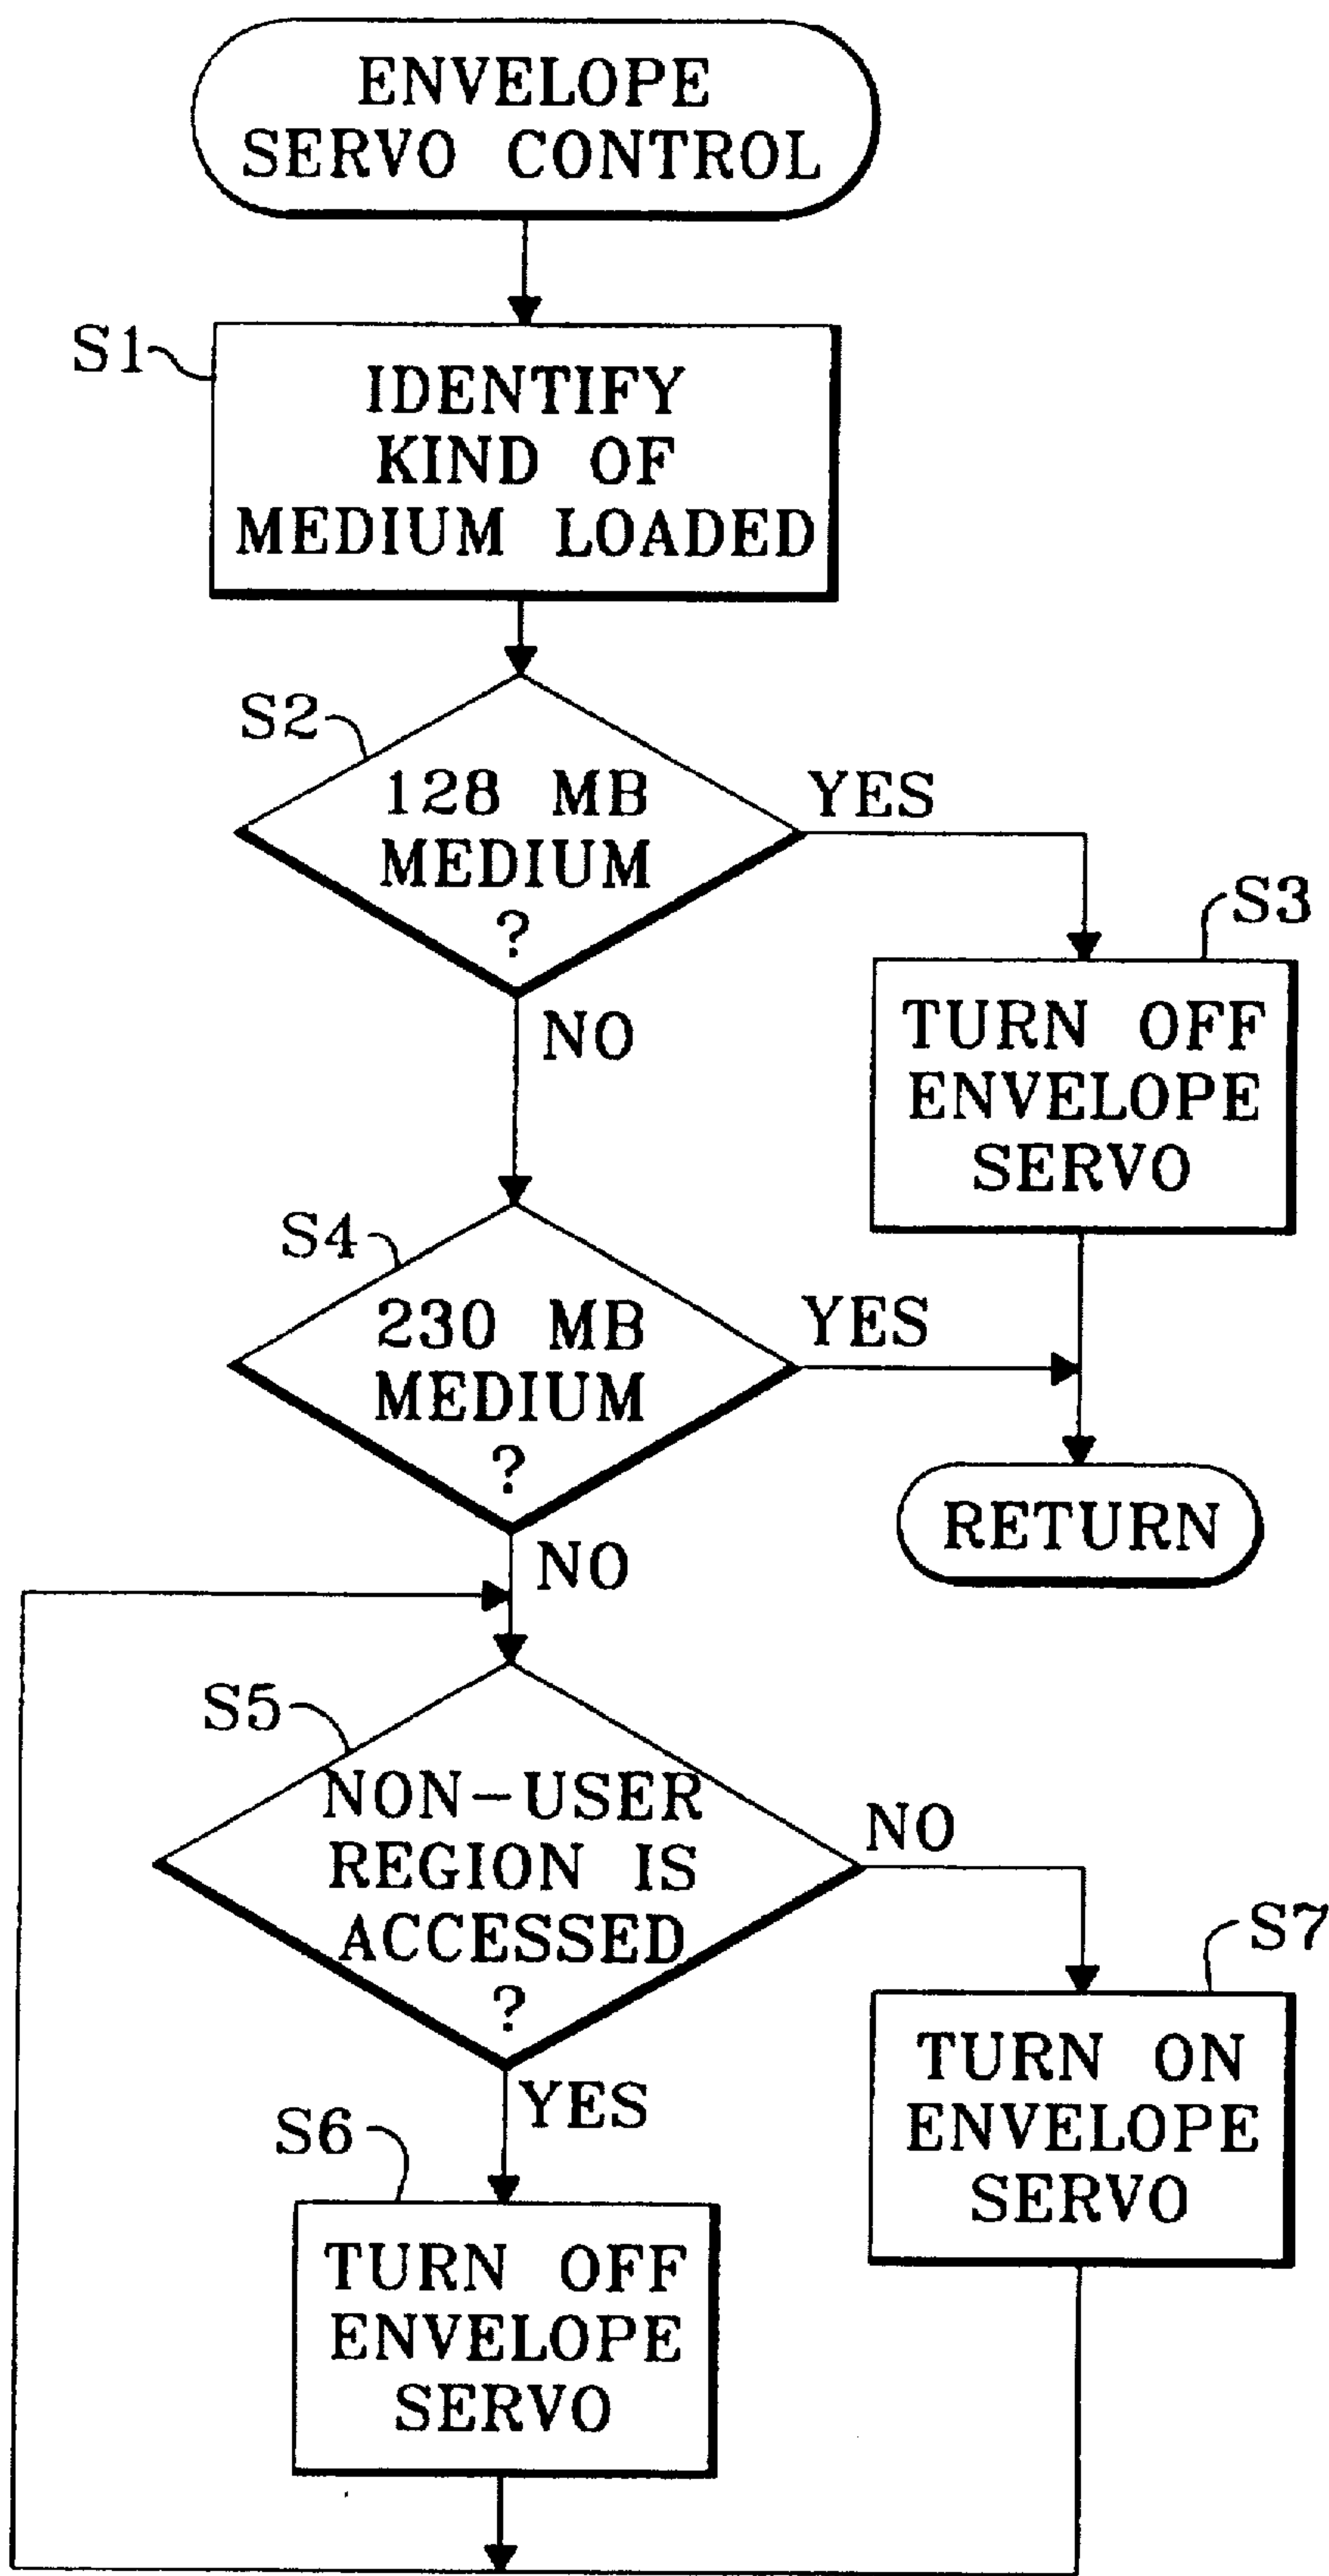 ENVELOPE
SERVO CONTROL
S1
IDENTIFY
KIND OF
MEDIUM LOADED
S2
128 MB
MEDIUM
?
YES
NO
S3
TURN OFF
ENVELOPE
SERVO
S4
230 MB
MEDIUM
?
YES
NO
RETURN
S5
NON-USER
REGION IS
ACCESSED
?
NO
YES
S7
TURN ON
ENVELOPE
SERVO
S6
TURN OFF
ENVELOPE
SERVO